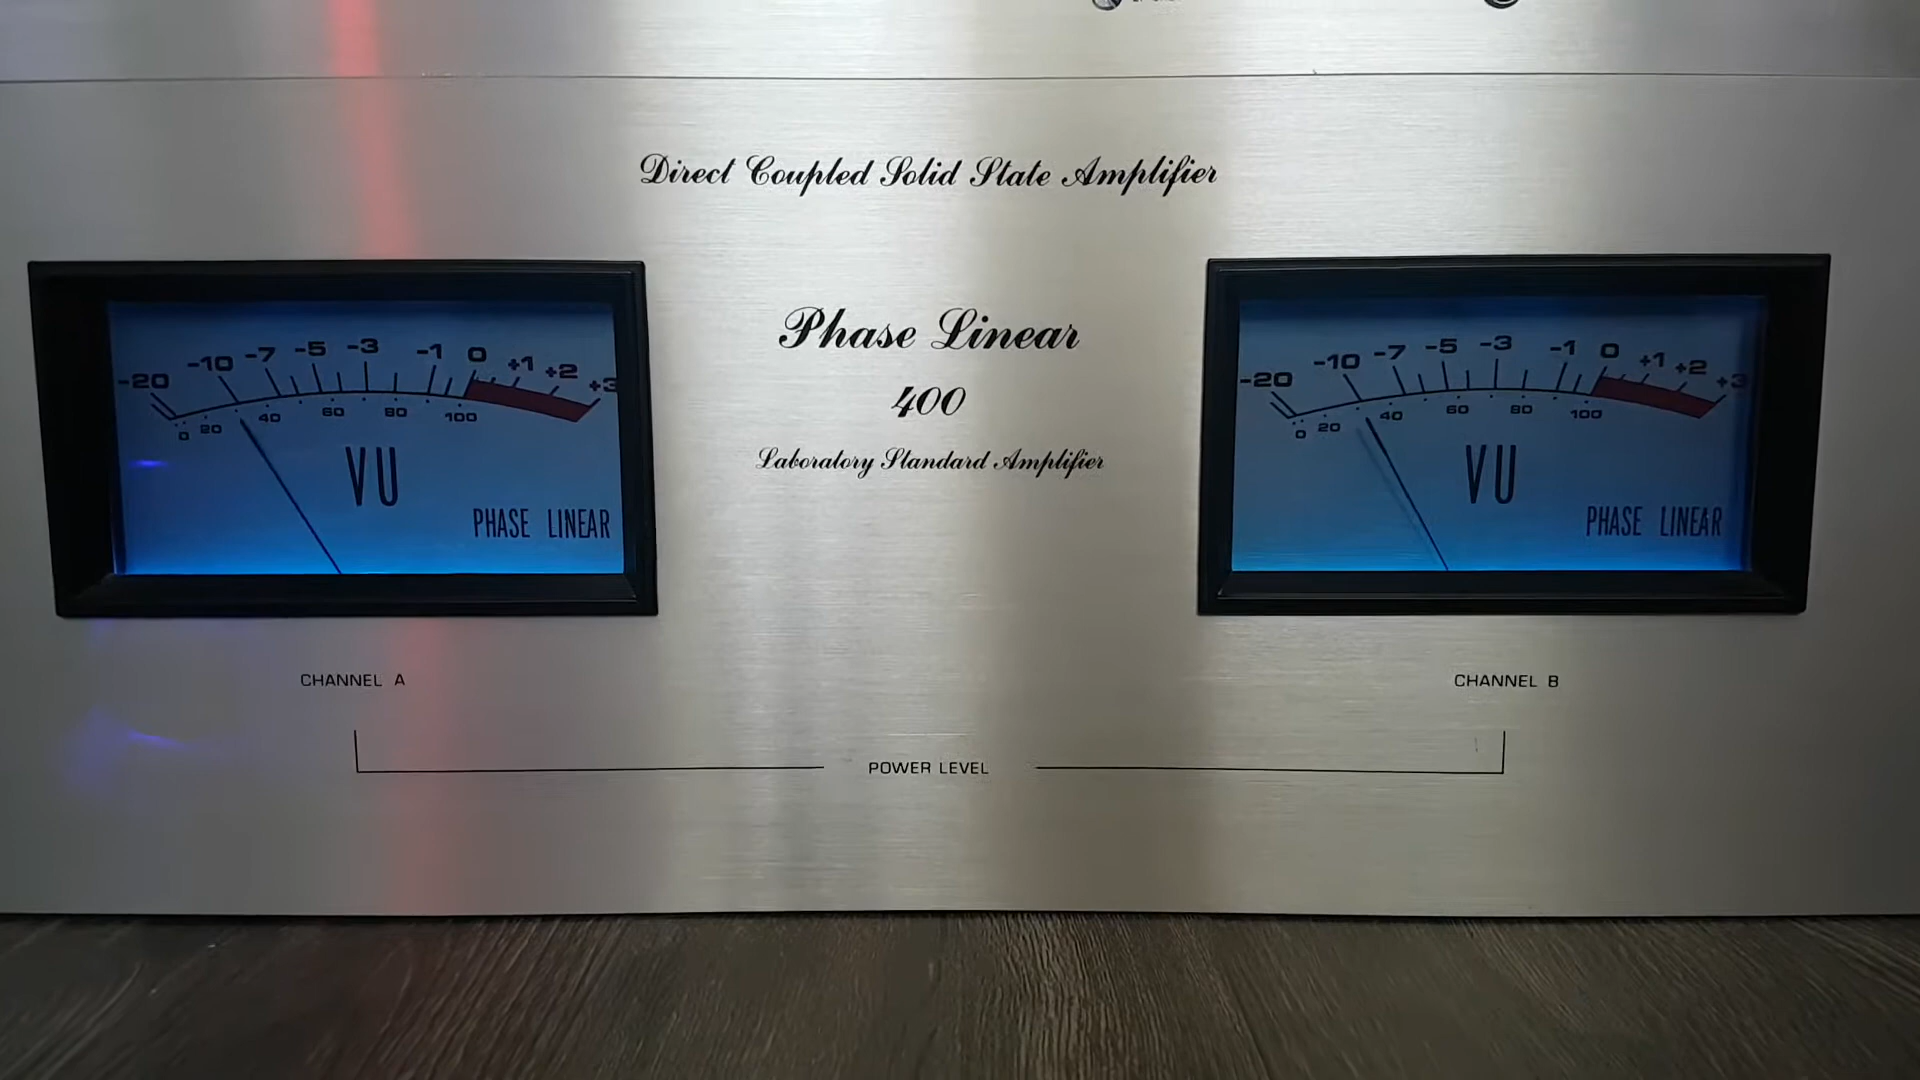 Direct Coupled Solid State Amplifier
-20 -10 -7 -5 -3 -1 0 +1 +2 +3
0 20 40 60 80 100
VU
PHASE LINEAR
Phase Linear
400
Laboratory Standard Amplifier
-20 -10 -7 -5 -3 -1 0 +1 +2 +3
0 20 40 60 80 100
VU
PHASE LINEAR
CHANNEL A
CHANNEL B
POWER LEVEL